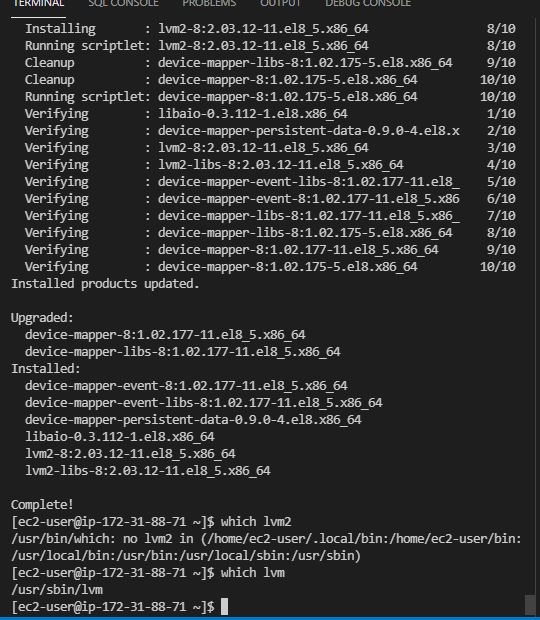 TERMINAL SQL CONSOLE PROBLEMS OUTPUT DEBUG CONSOLE
Installing : lvm2-8:2.03.12-11.el8_5.x86_64 8/10
Running scriptlet: lvm2-8:2.03.12-11.el8_5.x86_64 8/10
Cleanup : device-mapper-libs-8:1.02.175-5.el8.x86_64 9/10
Cleanup : device-mapper-8:1.02.175-5.el8.x86_64 10/10
Running scriptlet: device-mapper-8:1.02.175-5.el8.x86_64 10/10
Verifying : libaio-0.3.112-1.el8.x86_64 1/10
Verifying : device-mapper-persistent-data-0.9.0-4.el8.x 2/10
Verifying : lvm2-8:2.03.12-11.el8_5.x86_64 3/10
Verifying : lvm2-libs-8:2.03.12-11.el8_5.x86_64 4/10
Verifying : device-mapper-event-libs-8:1.02.177-11.el8_ 5/10
Verifying : device-mapper-event-8:1.02.177-11.el8_5.x86 6/10
Verifying : device-mapper-libs-8:1.02.177-11.el8_5.x86_ 7/10
Verifying : device-mapper-libs-8:1.02.175-5.el8.x86_64 8/10
Verifying : device-mapper-8:1.02.177-11.el8_5.x86_64 9/10
Verifying : device-mapper-8:1.02.175-5.el8.x86_64 10/10
Installed products updated.
Upgraded:
device-mapper-8:1.02.177-11.el8_5.x86_64
device-mapper-libs-8:1.02.177-11.el8_5.x86_64
Installed:
device-mapper-event-8:1.02.177-11.el8_5.x86_64
device-mapper-event-libs-8:1.02.177-11.el8_5.x86_64
device-mapper-persistent-data-0.9.0-4.el8.x86_64
libaio-0.3.112-1.el8.x86_64
lvm2-8:2.03.12-11.el8_5.x86_64
lvm2-libs-8:2.03.12-11.el8_5.x86_64
Complete!
[ec2-user@ip-172-31-88-71 ~]$ which lvm2
/usr/bin/which: no lvm2 in (/home/ec2-user/.local/bin:/home/ec2-user/bin:
/usr/local/bin:/usr/bin:/usr/local/sbin:/usr/sbin)
[ec2-user@ip-172-31-88-71 ~]$ which lvm
/usr/sbin/lvm
[ec2-user@ip-172-31-88-71 ~]$